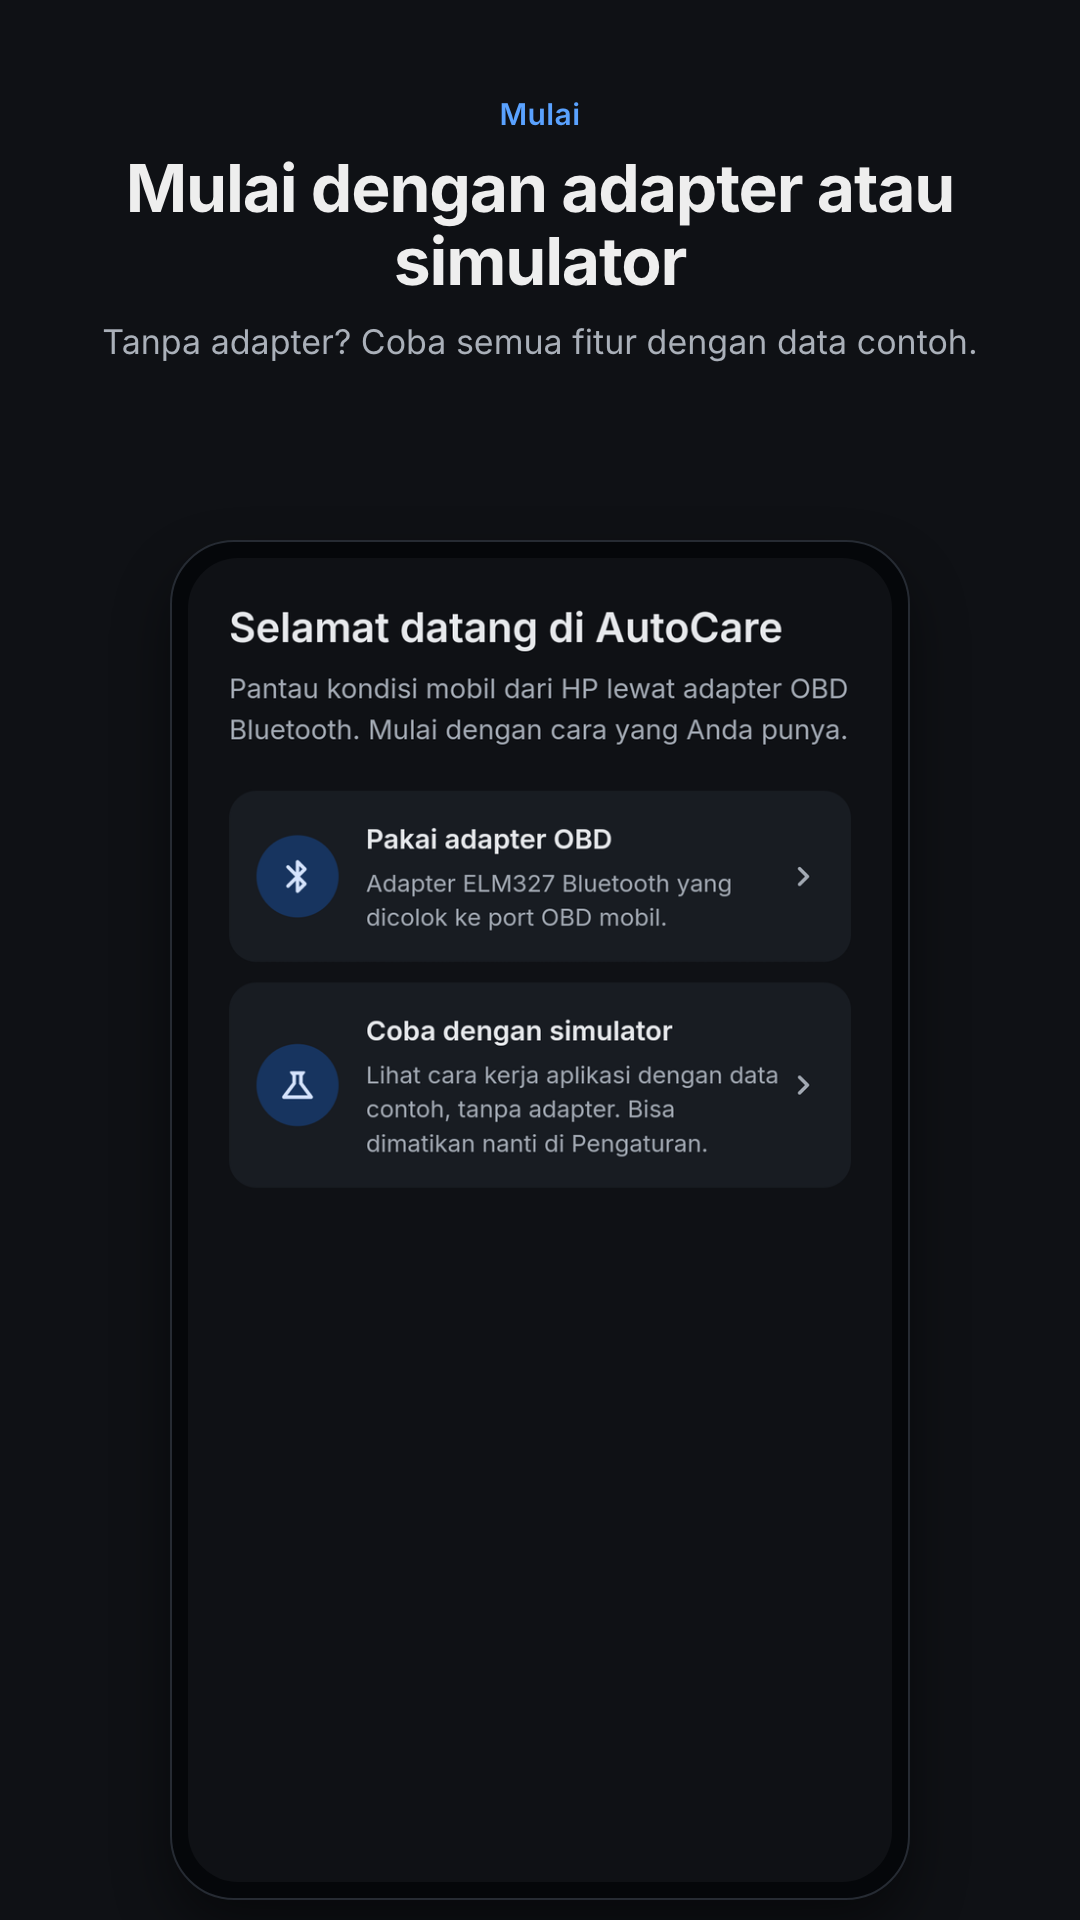 Mulai
Mulai dengan adapter atau
simulator
Tanpa adapter? Coba semua fitur dengan data contoh.
Selamat datang di AutoCare
Pantau kondisi mobil dari HP lewat adapter OBD
Bluetooth. Mulai dengan cara yang Anda punya.
Pakai adapter OBD
Adapter ELM327 Bluetooth yang
dicolok ke port OBD mobil.
Coba dengan simulator
Lihat cara kerja aplikasi dengan data
contoh, tanpa adapter. Bisa
dimatikan nanti di Pengaturan.